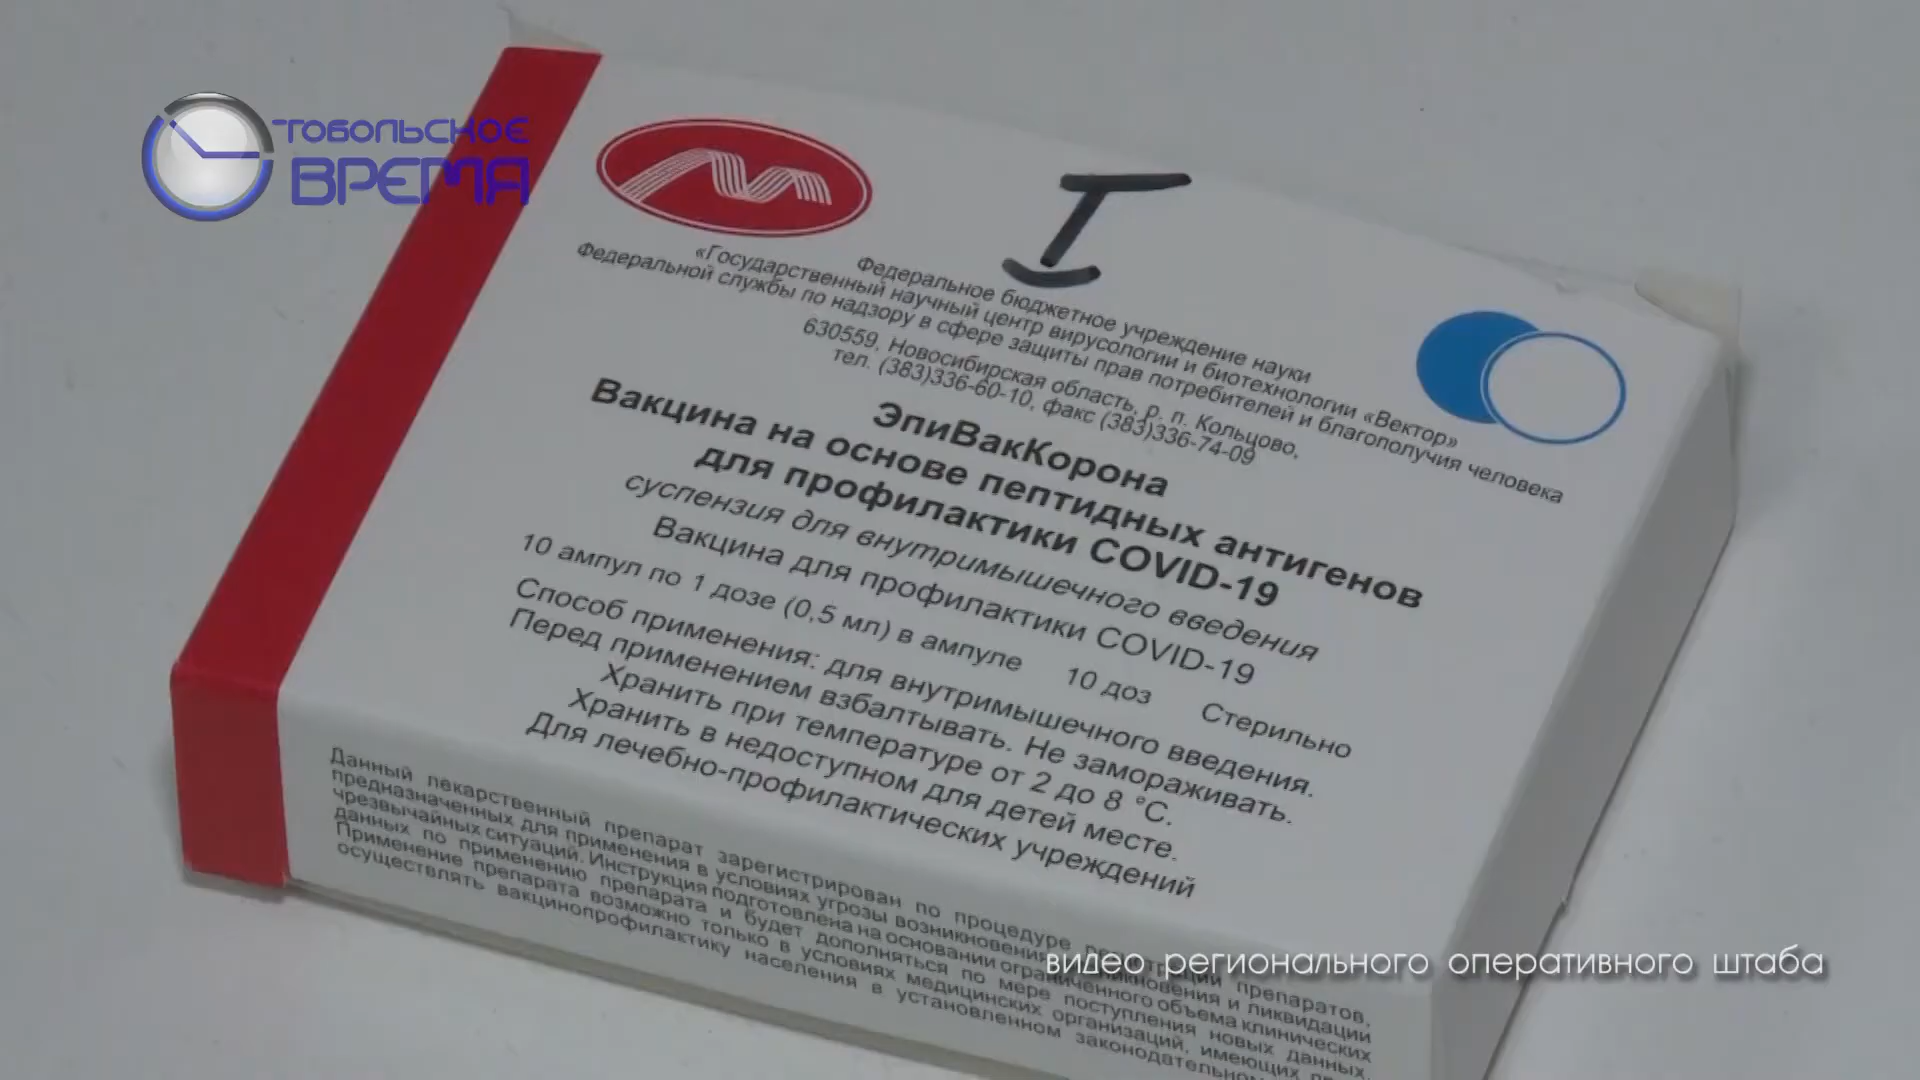 ТОБОЛЬСКОЕ
ВРЕМЯ
I
Федеральное бюджетное учреждение науки
«Государственный научный центр вирусологии и биотехнологии «Вектор»
Федеральной службы по надзору в сфере защиты прав потребителей и благополучия человека
630559, Новосибирская область, р. п. Кольцово,
тел. (383)336-60-10, факс (383)336-74-09
ЭпиВакКорона
Вакцина на основе пептидных антигенов
для профилактики COVID-19
суспензия для внутримышечного введения
Вакцина для профилактики COVID-19
10 ампул по 1 дозе (0,5 мл) в ампуле 10 доз Стерильно
Способ применения: для внутримышечного введения.
Перед применением взбалтывать. Не замораживать.
Хранить при температуре от 2 до 8 °С.
Хранить в недоступном для детей месте.
Для лечебно-профилактических учреждений
Данный лекарственный препарат зарегистрирован по процедуре регистрации препаратов,
предназначенных для применения в условиях угрозы возникновения, возникновения и ликвидации
чрезвычайных ситуаций. Инструкция подготовлена на основании ограниченного объема клинических
данных по применению препарата и будет дополняться по мере поступления новых данных.
Применение препарата возможно только в условиях медицинских организаций, имеющих
осуществлять вакцинопрофилактику населения в установленном
видео регионального оперативного штаба